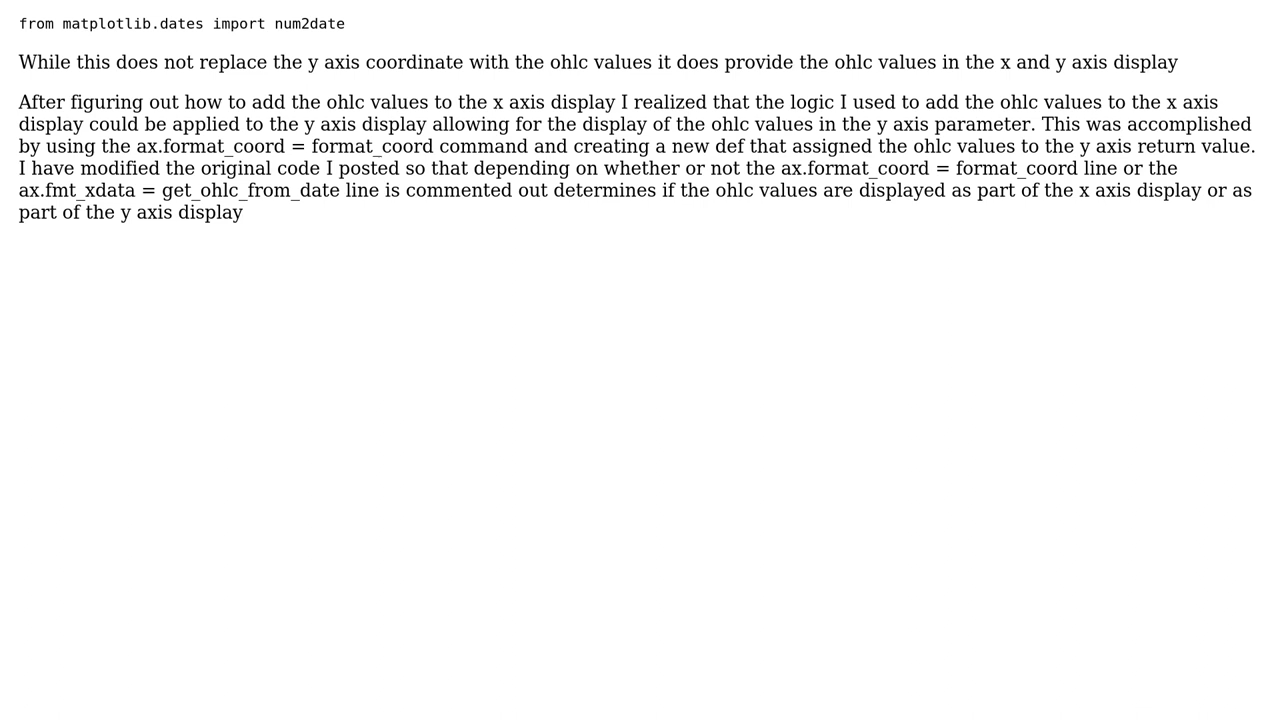 from matplotlib.dates import num2date
While this does not replace the y axis coordinate with the ohlc values it does provide the ohlc values in the x and y axis display
After figuring out how to add the ohlc values to the x axis display I realized that the logic I used to add the ohlc values to the x axis
display could be applied to the y axis display allowing for the display of the ohlc values in the y axis parameter. This was accomplished
by using the ax.format_coord = format_coord command and creating a new def that assigned the ohlc values to the y axis return value.
I have modified the original code I posted so that depending on whether or not the ax.format_coord = format_coord line or the
ax.fmt_xdata = get_ohlc_from_date line is commented out determines if the ohlc values are displayed as part of the x axis display or as
part of the y axis display